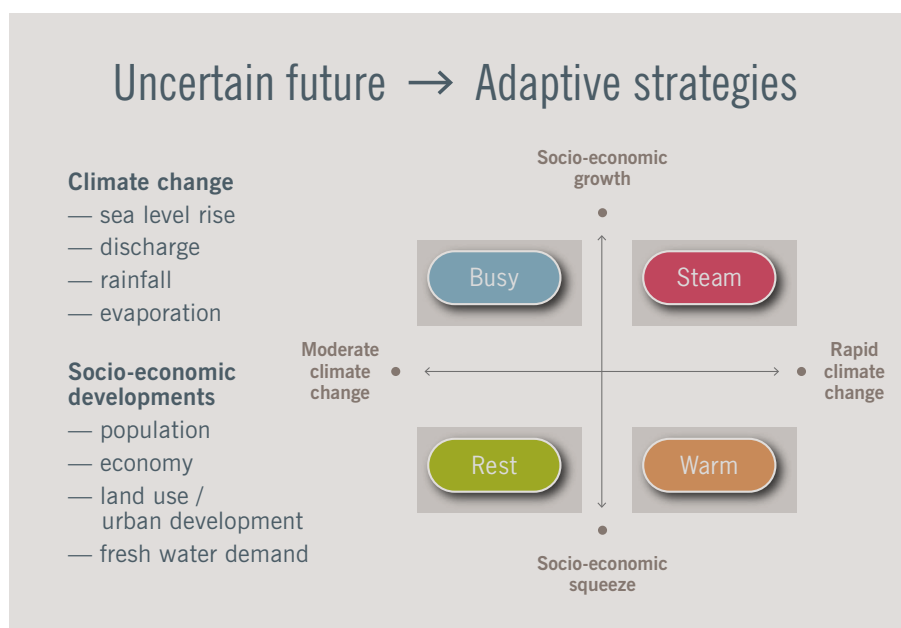 Uncertain future → Adaptive strategies
Climate change
— sea level rise
— discharge
— rainfall
— evaporation
Socio-economic
developments
— population
— economy
— land use /
urban development
— fresh water demand
Socio-economic
growth
Busy
Steam
Moderate
climate
change
Rapid
climate
change
Rest
Warm
Socio-economic
squeeze